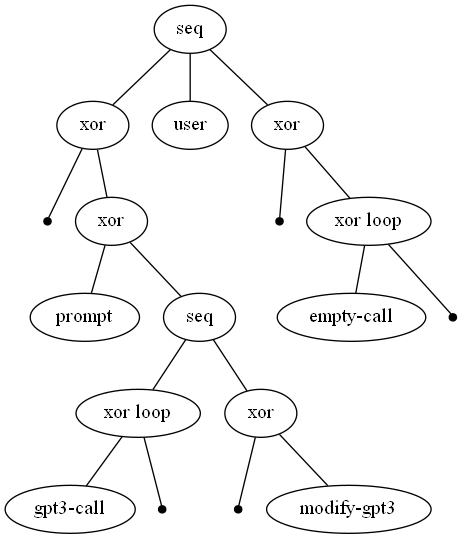 seq
xor
user
xor
xor
xor loop
prompt
seq
empty-call
xor loop
xor
gpt3-call
modify-gpt3